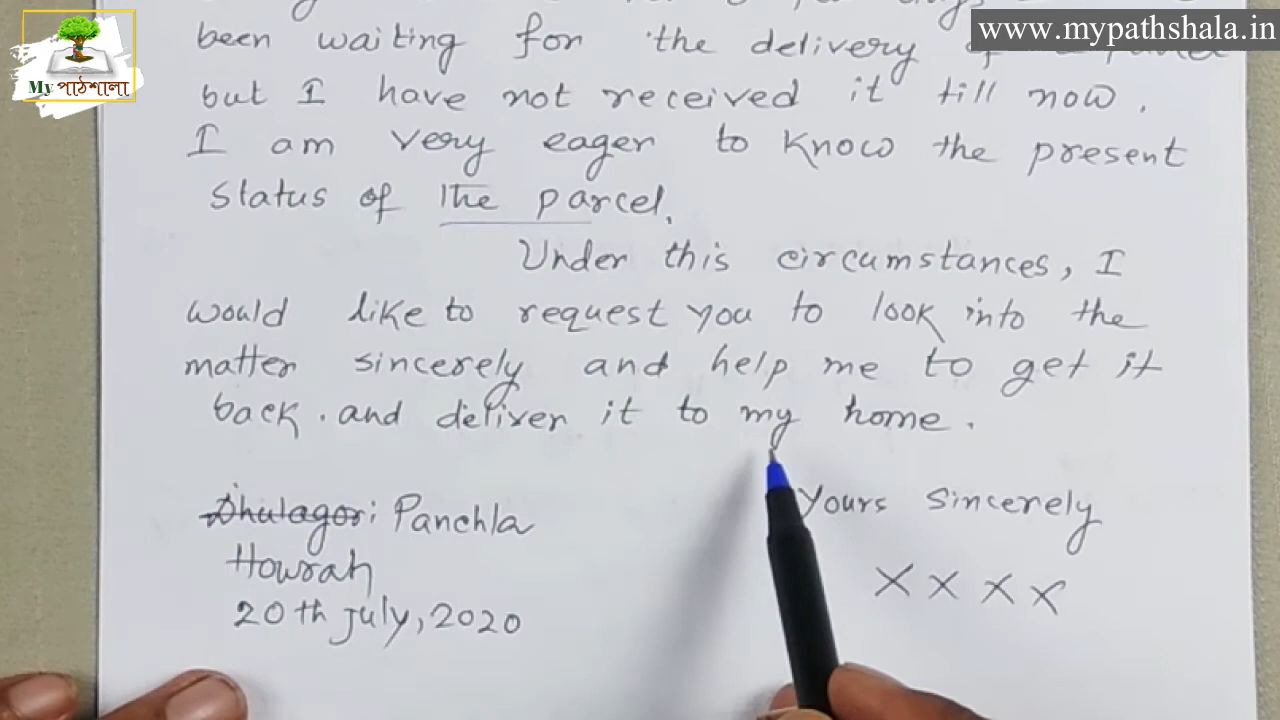 www.mypathshala.in
My পাঠশালা
been waiting for the delivery of
but I have not received it till now.
I am very eager to know the present
status of the parcel.
Under this circumstances, I
would like to request you to look into the
matter sincerely and help me to get it
back. and deliver it to my home.
Dhulagori Panchla
Howrah
20th july, 2020
Yours Sincerely
X X X X